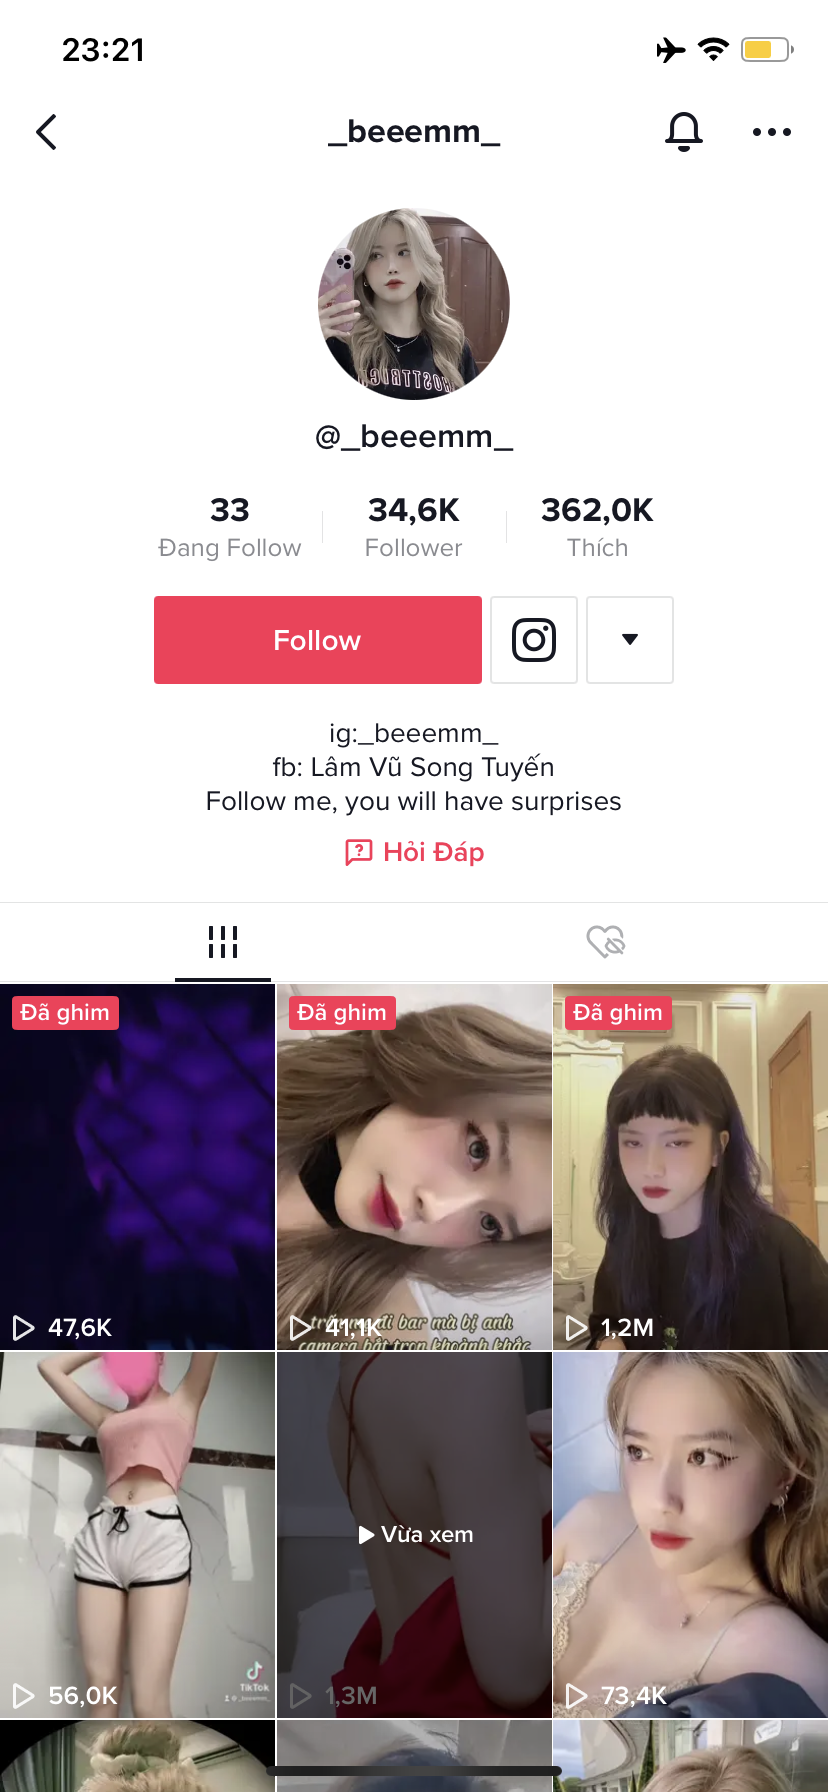 23:21
_beeemm_
@_beeemm_
33
Đang Follow
34,6K
Follower
362,0K
Thích
Follow
ig:_beeemm_
fb: Lâm Vũ Song Tuyến
Follow me, you will have surprises
Hỏi Đáp
Đã ghim
Đã ghim
Đã ghim
đi bar mà bị anh
camera bắt trọn khoảnh khắc
47,6K
41,1K
1,2M
Vừa xem
TikTok
56,0K
1,3M
73,4K